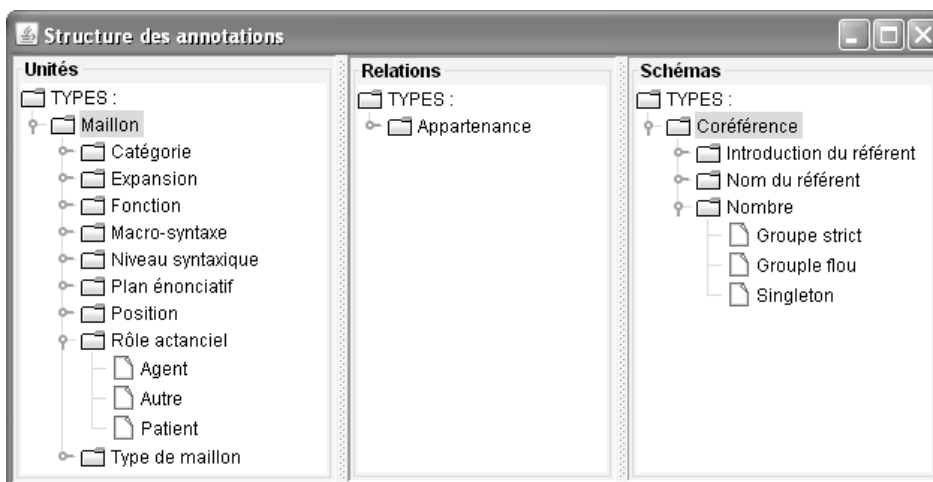 Structure des annotations
Unités
TYPES :
Maillon
Catégorie
Expansion
Fonction
Macro-syntaxe
Niveau syntaxique
Plan énonciatif
Position
Rôle actanciel
Agent
Autre
Patient
Type de maillon
Relations
TYPES :
Appartenance
Schémas
TYPES :
Coréférence
Introduction du référent
Nom du référent
Nombre
Groupe strict
Grouple flou
Singleton